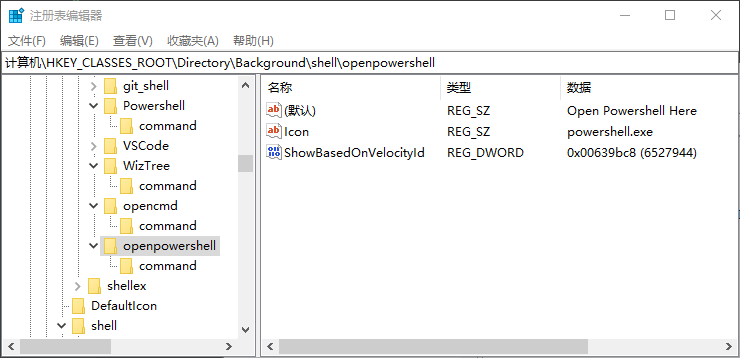 注册表编辑器
文件(F) 编辑(E) 查看(V) 收藏夹(A) 帮助(H)
计算机\HKEY_CLASSES_ROOT\Directory\Background\shell\openpowershell
git_shell
Powershell
command
VSCode
WizTree
command
opencmd
command
openpowershell
command
shellex
DefaultIcon
shell
名称 类型 数据
(默认) REG_SZ Open Powershell Here
Icon REG_SZ powershell.exe
ShowBasedOnVelocityId REG_DWORD 0x00639bc8 (6527944)